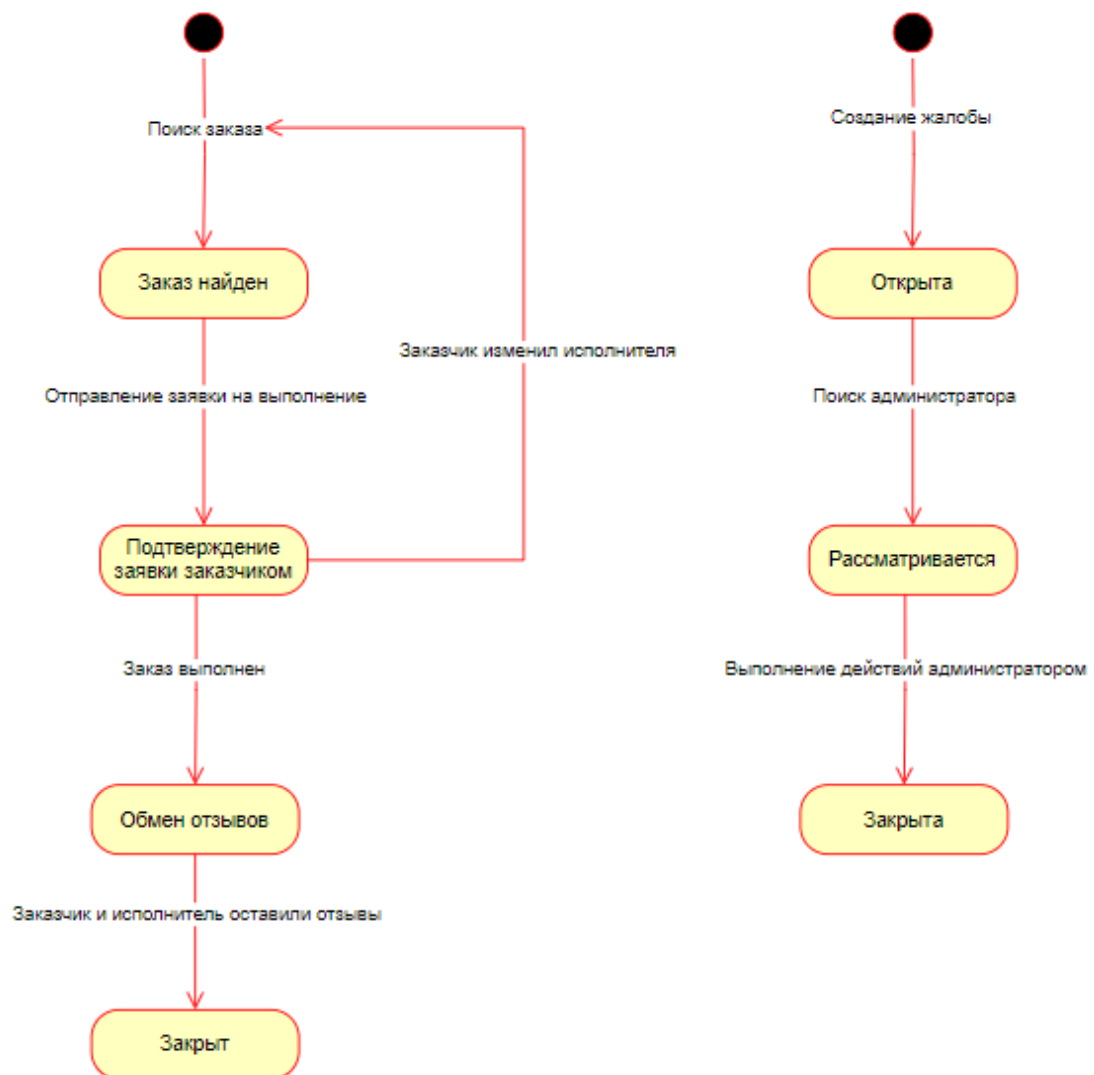 Поиск заказа
Заказ найден
Заказчик изменил исполнителя
Отправление заявки на выполнение
Подтверждение
заявки заказчиком
Заказ выполнен
Обмен отзывов
Заказчик и исполнитель оставили отзывы
Закрыт
Создание жалобы
Открыта
Поиск администратора
Рассматривается
Выполнение действий администратором
Закрыта